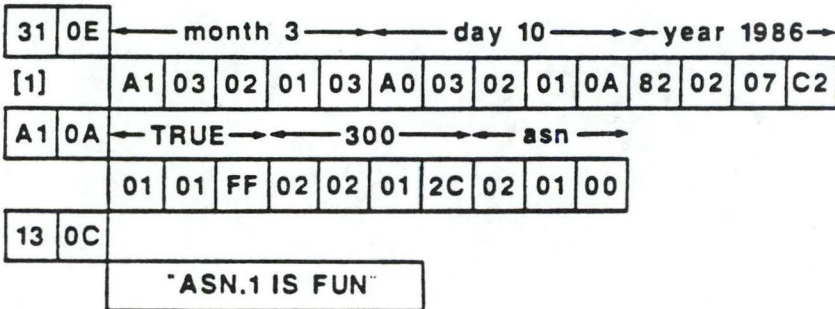 31 0E month 3 day 10 year 1986
[1] A1 03 02 01 03 A0 03 02 01 0A 82 02 07 C2
A1 0A TRUE 300 asn
01 01 FF 02 02 01 2C 02 01 00
13 0C
"ASN.1 IS FUN"